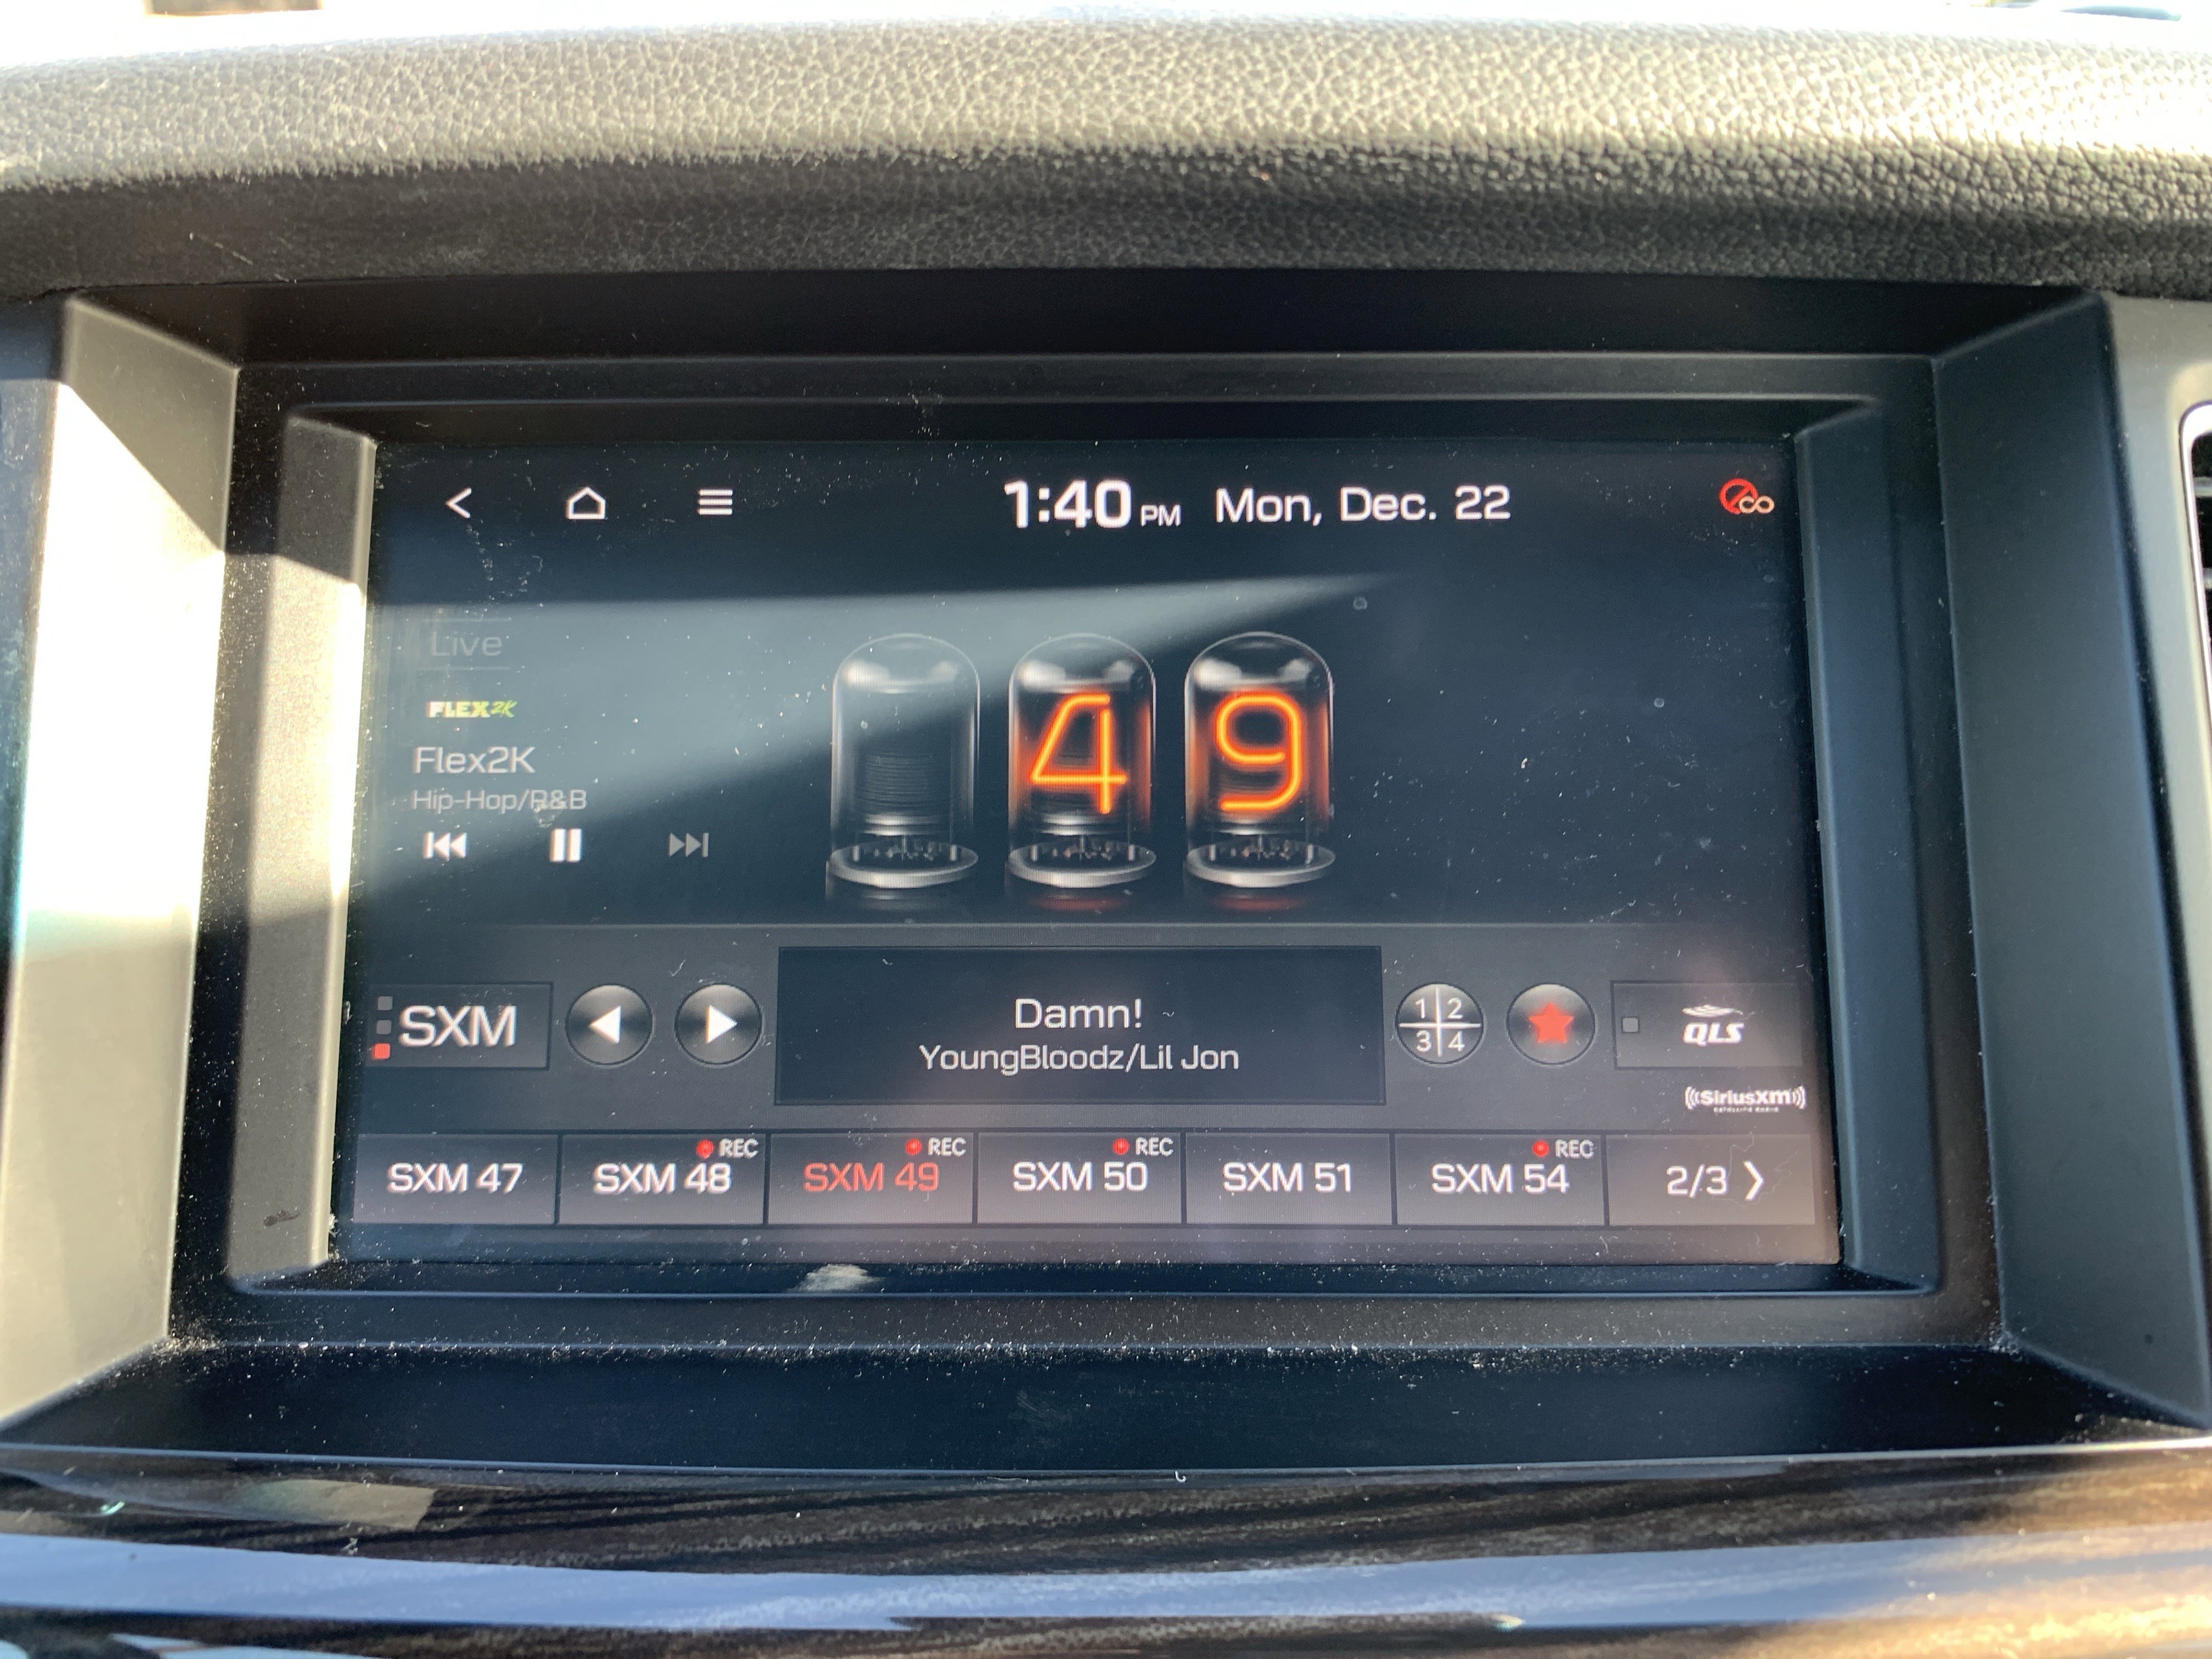 1:40 PM Mon, Dec. 22
Live
FLEX2K
Flex2K
Hip-Hop/R&B
49
SXM
Damn!
YoungBloodz/Lil Jon
1 2
3 4
QLS
((SiriusXM))
SATELLITE RADIO
SXM 47
REC
SXM 48
REC
SXM 49
REC
SXM 50
SXM 51
REC
SXM 54
2/3